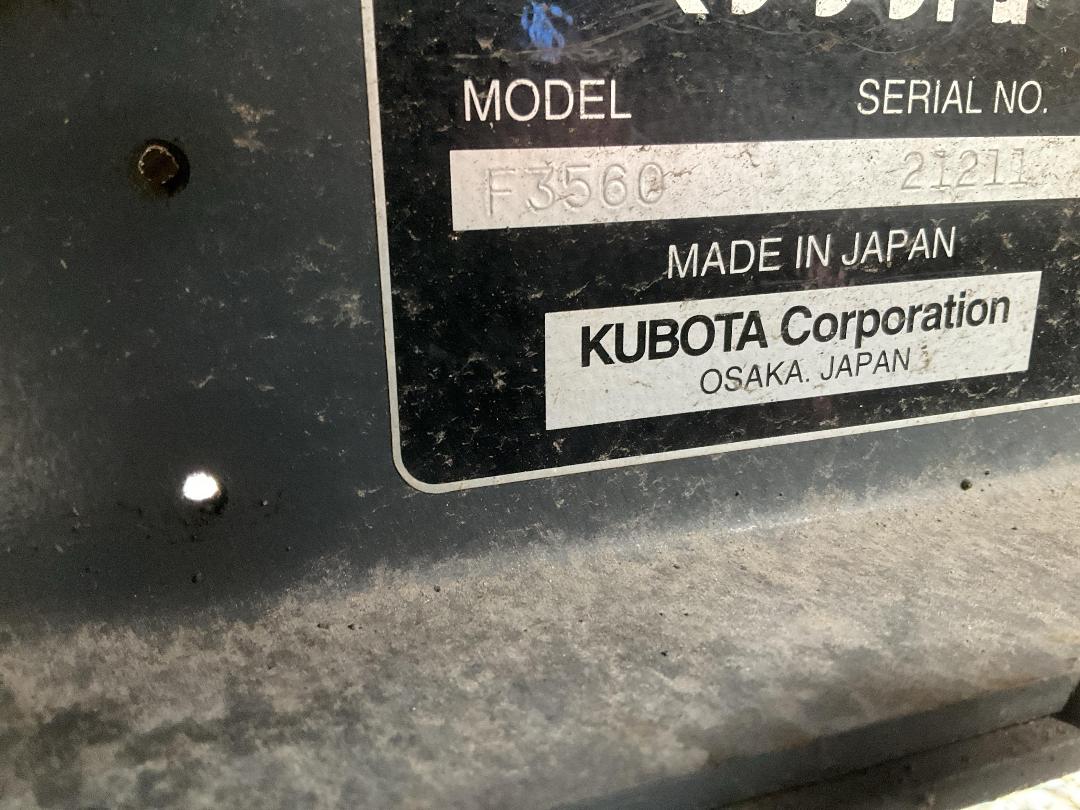 MODEL SERIAL NO.
F3560 21211
MADE IN JAPAN
KUBOTA Corporation
OSAKA. JAPAN